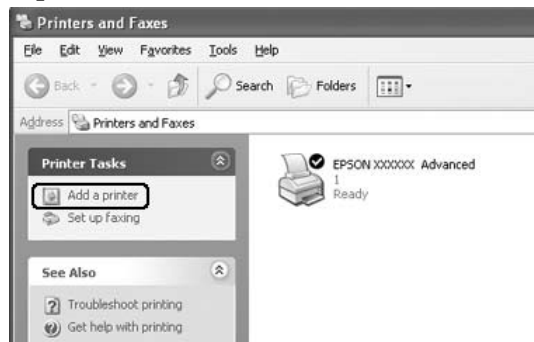 Printers and Faxes
File Edit View Favorites Tools Help
Back Search Folders
Address Printers and Faxes
Printer Tasks
Add a printer
Set up faxing
See Also
Troubleshoot printing
Get help with printing
EPSON XXXXXX Advanced
1
Ready